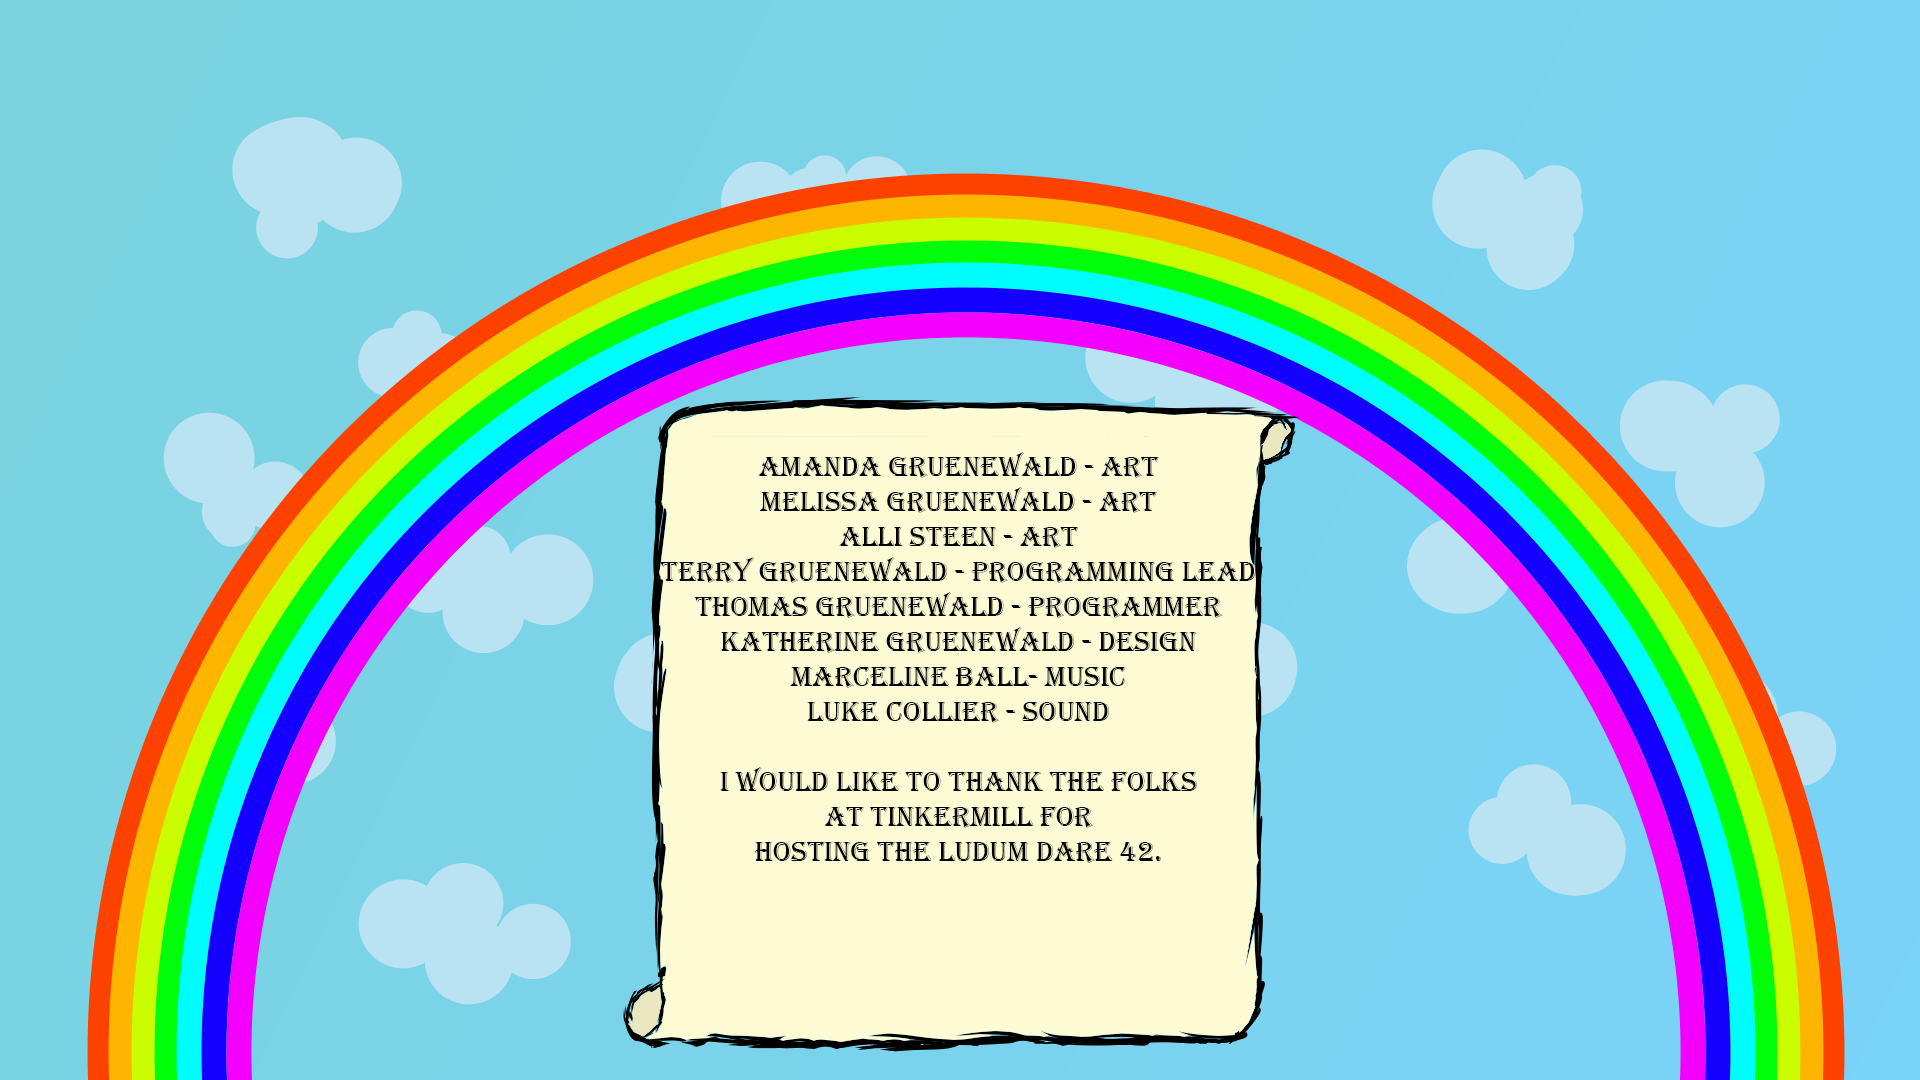 AMANDA GRUENEWALD - ART
MELISSA GRUENEWALD - ART
ALLI STEEN - ART
TERRY GRUENEWALD - PROGRAMMING LEAD
THOMAS GRUENEWALD - PROGRAMMER
KATHERINE GRUENEWALD - DESIGN
MARCELINE BALL- MUSIC
LUKE COLLIER - SOUND
I WOULD LIKE TO THANK THE FOLKS
AT TINKERMILL FOR
HOSTING THE LUDUM DARE 42.